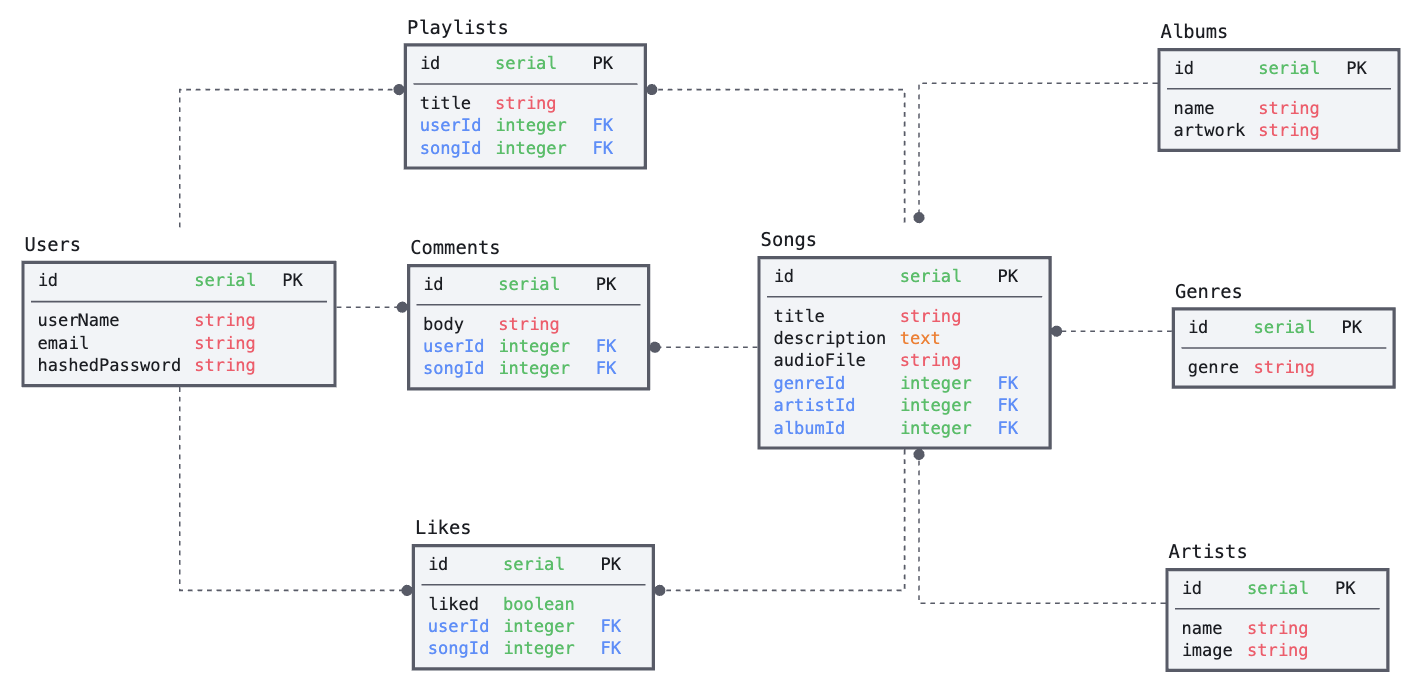 Playlists
id serial PK
title string
userId integer FK
songId integer FK
Albums
id serial PK
name string
artwork string
Users
id serial PK
userName string
email string
hashedPassword string
Comments
id serial PK
body string
userId integer FK
songId integer FK
Songs
id serial PK
title string
description text
audioFile string
genreId integer FK
artistId integer FK
albumId integer FK
Genres
id serial PK
genre string
Likes
id serial PK
liked boolean
userId integer FK
songId integer FK
Artists
id serial PK
name string
image string